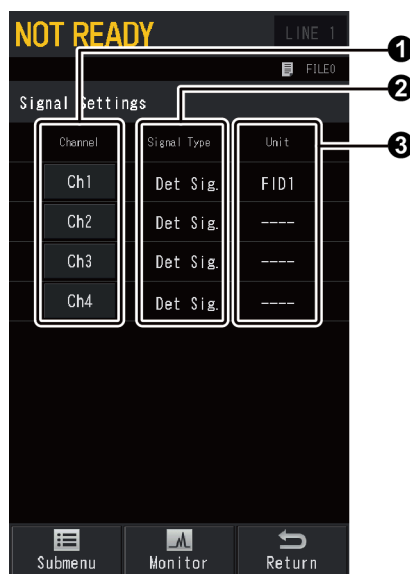 NOT READY LINE 1
FILE0
Signal Settings
Channel Signal Type Unit
Ch1 Det Sig. FID1
Ch2 Det Sig. ----
Ch3 Det Sig. ----
Ch4 Det Sig. ----
Submenu Monitor Return
1
2
3